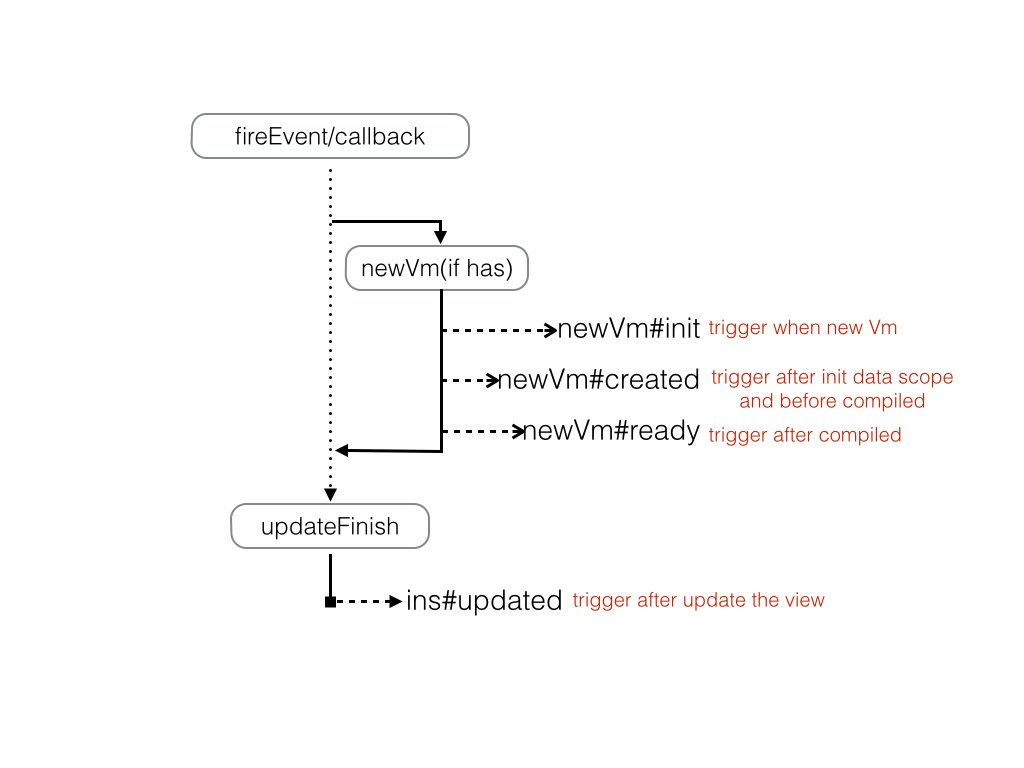 fireEvent/callback
newVm(if has)
newVm#init trigger when new Vm
newVm#created trigger after init data scope
and before compiled
newVm#ready trigger after compiled
updateFinish
ins#updated trigger after update the view